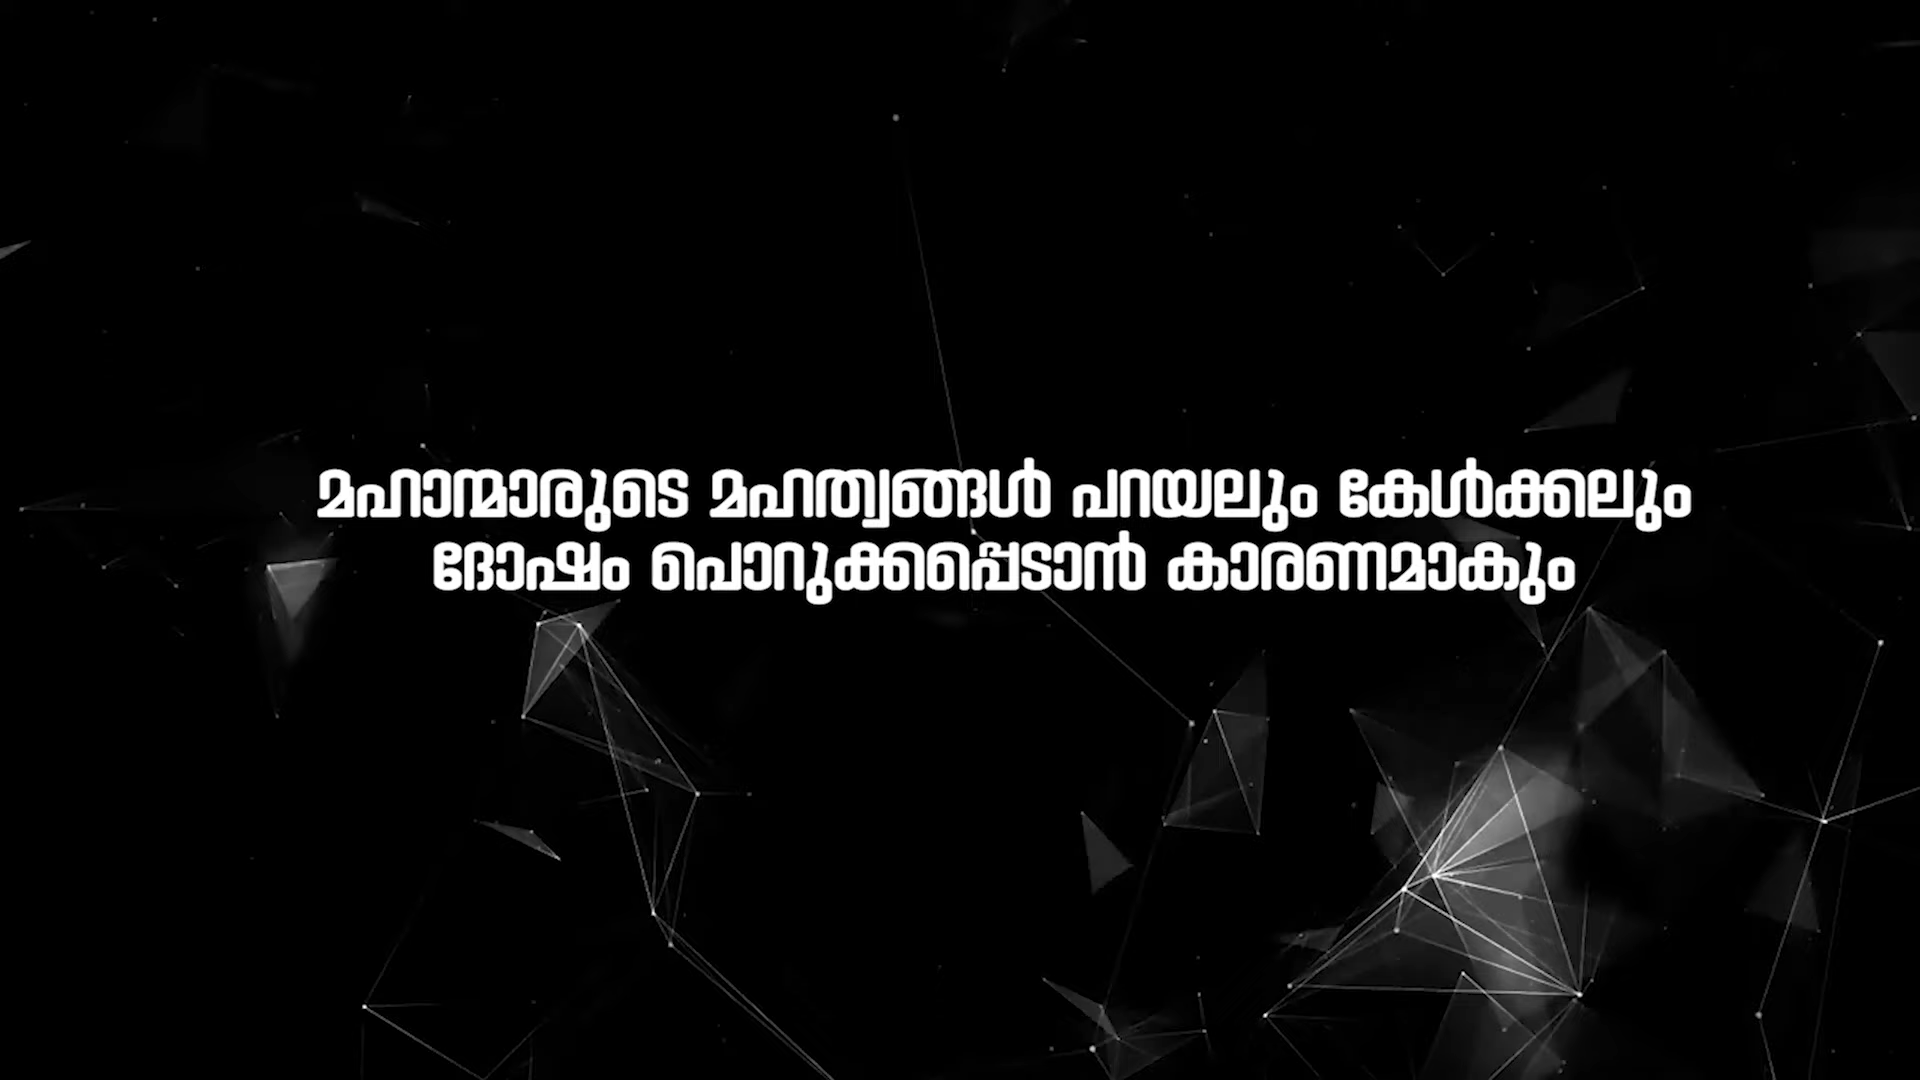 മഹാന്മാരുടെ മഹത്വങ്ങൾ പറയലും കേൾക്കലും
ദോഷം പൊറുക്കപ്പെടാൻ കാരണമാകും